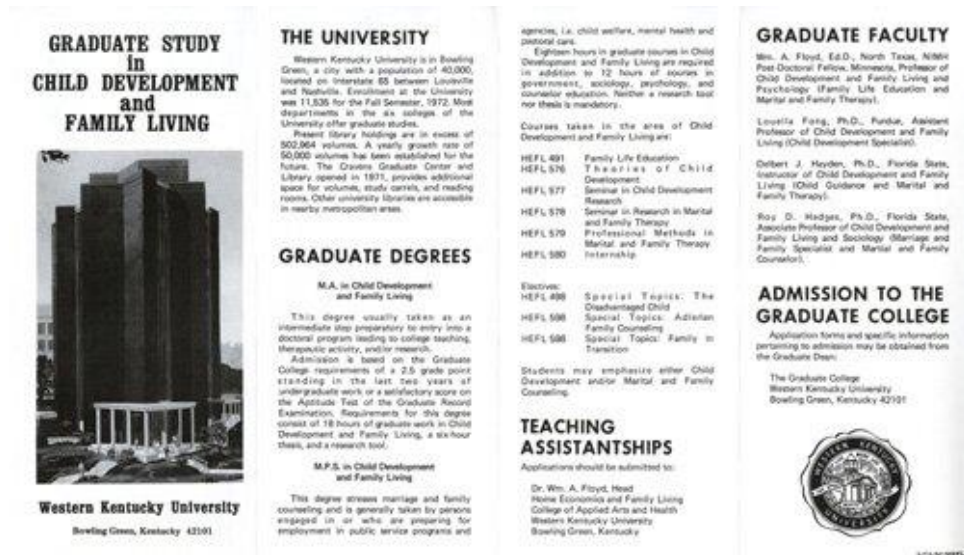 GRADUATE STUDY
in
CHILD DEVELOPMENT
and
FAMILY LIVING
Western Kentucky University
Bowling Green, Kentucky 42101
THE UNIVERSITY
Western Kentucky University is in Bowling
Green, a city with a population of 40,000,
located on Interstate 65 between Louisville
and Nashville. Enrollment at the University
was 11,535 for the Fall Semester, 1972. Most
departments in the six colleges of the
University offer graduate studies.
Present library holdings are in excess of
502,964 volumes. A yearly growth rate of
50,000 volumes has been established for the
future. The Cravens Graduate Center and
Library opened in 1971, provides additional
space for volumes, study carrels, and reading
rooms. Other university libraries are accessible
in nearby metropolitan areas.
GRADUATE DEGREES
M.A. in Child Development
and Family Living
This degree usually taken as an
intermediate step preparatory to entry into a
doctoral program leading to college teaching,
therapeutic activity, and/or research.
Admission is based on the Graduate
College requirements of a 2.5 grade point
standing in the last two years of
undergraduate work or a satisfactory score on
the Aptitude Test of the Graduate Record
Examination. Requirements for this degree
consist of 18 hours of graduate work in Child
Development and Family Living, a six-hour
thesis, and a research tool.
M.P.S. in Child Development
and Family Living
This degree stresses marriage and family
counseling and is generally taken by persons
engaged in or who are preparing for
employment in public service programs and
agencies, i.e. child welfare, mental health and
pastoral care.
Eighteen hours in graduate courses in Child
Development and Family Living are required
in addition to 12 hours of courses in
government, sociology, psychology, and
counselor education. Neither a research tool
nor thesis is mandatory.
Courses taken in the area of Child
Development and Family Living are:
HEFL 491 Family Life Education
HEFL 576 Theories of Child
Development
HEFL 577 Seminar in Child Development
Research
HEFL 578 Seminar in Research in Marital
and Family Therapy
HEFL 579 Professional Methods in
Marital and Family Therapy
HEFL 580 Internship
Electives:
HEFL 498 Special Topics: The
Disadvantaged Child
HEFL 598 Special Topics: Adlerian
Family Counseling
HEFL 598 Special Topics: Family in
Transition
Students may emphasize either Child
Development and/or Marital and Family
Counseling.
TEACHING
ASSISTANTSHIPS
Applications should be submitted to:
Dr. Wm. A. Floyd, Head
Home Economics and Family Living
College of Applied Arts and Health
Western Kentucky University
Bowling Green, Kentucky
GRADUATE FACULTY
Wm. A. Floyd, Ed.D., North Texas, NIMH
Post-Doctoral Fellow, Minnesota, Professor of
Child Development and Family Living and
Psychology (Family Life Education and
Marital and Family Therapy).
Louella Fong, Ph.D., Purdue, Assistant
Professor of Child Development and Family
Living (Child Development Specialist).
Delbert J. Hayden, Ph.D., Florida State,
Instructor of Child Development and Family
Living (Child Guidance and Marital and
Family Therapy).
Roy D. Hedges, Ph.D., Florida State,
Associate Professor of Child Development and
Family Living and Sociology (Marriage and
Family Specialist and Marital and Family
Counselor).
ADMISSION TO THE
GRADUATE COLLEGE
Application forms and specific information
pertaining to admission may be obtained from
the Graduate Dean:
The Graduate College
Western Kentucky University
Bowling Green, Kentucky 42101
WESTERN KENTUCKY
UNIVERSITY